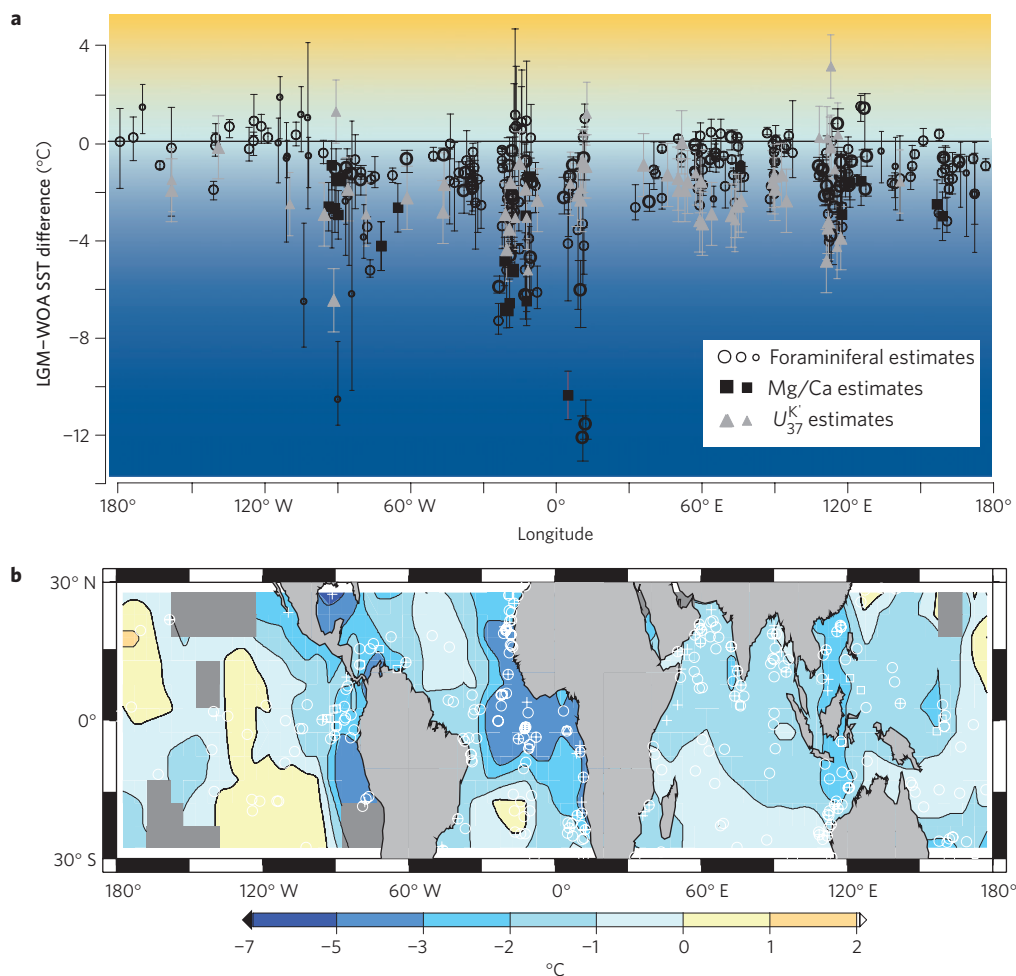 a
LGM–WOA SST difference (°C)
4
0
−4
−8
−12
Foraminiferal estimates
Mg/Ca estimates
U37K′ estimates
180° 120° W 60° W 0° 60° E 120° E 180°
Longitude
b
30° N
0°
30° S
180° 120° W 60° W 0° 60° E 120° E 180°
−7 −5 −3 −2 −1 0 1 2
°C